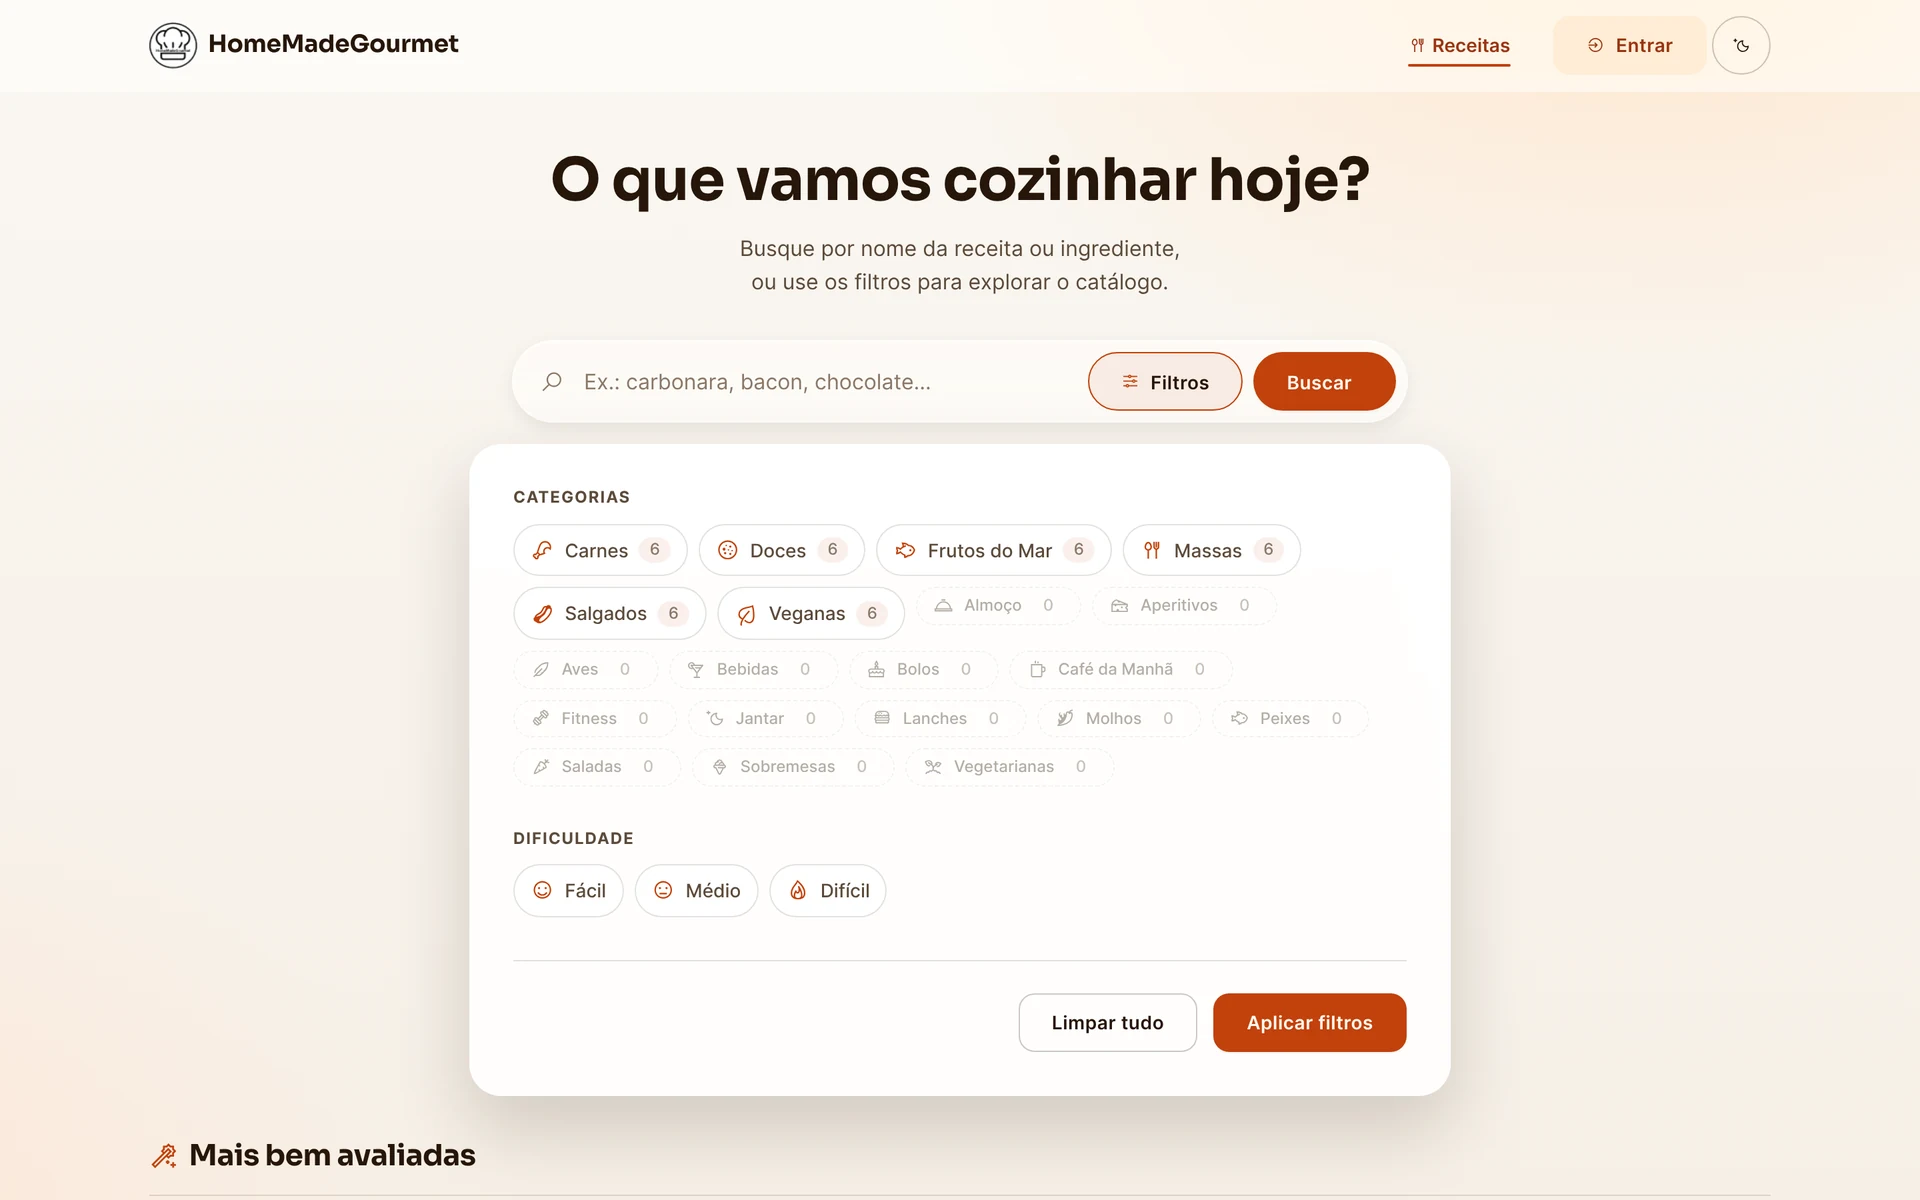 HomeMadeGourmet
Receitas
Entrar
O que vamos cozinhar hoje?
Busque por nome da receita ou ingrediente,
ou use os filtros para explorar o catálogo.
Ex.: carbonara, bacon, chocolate...
Filtros
Buscar
CATEGORIAS
Carnes 6
Doces 6
Frutos do Mar 6
Massas 6
Salgados 6
Veganas 6
Almoço 0
Aperitivos 0
Aves 0
Bebidas 0
Bolos 0
Café da Manhã 0
Fitness 0
Jantar 0
Lanches 0
Molhos 0
Peixes 0
Saladas 0
Sobremesas 0
Vegetarianas 0
DIFICULDADE
Fácil
Médio
Difícil
Limpar tudo
Aplicar filtros
Mais bem avaliadas